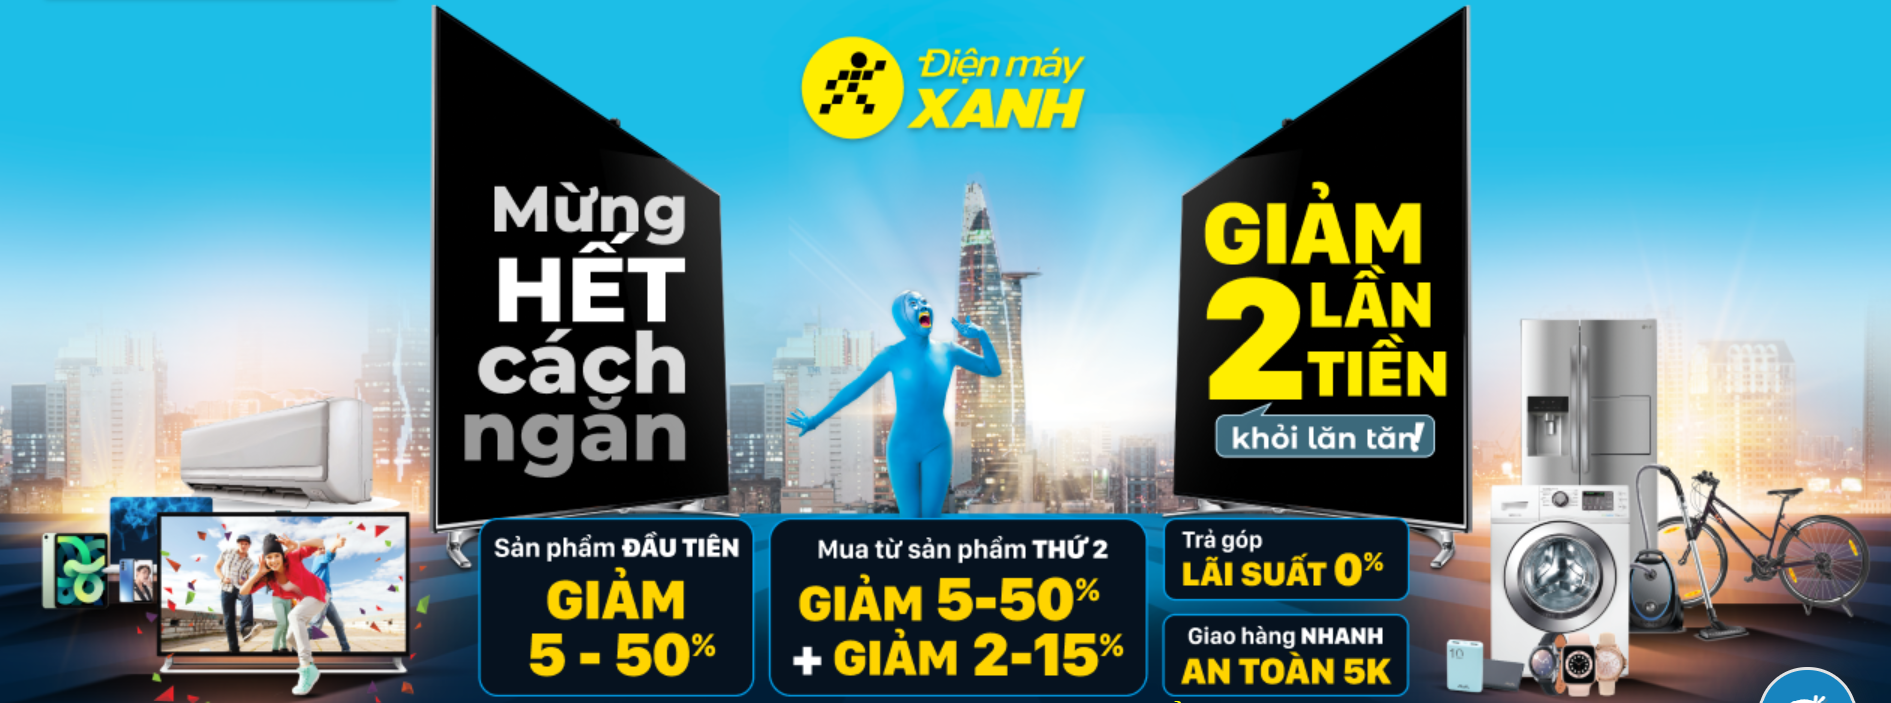 Điện máy
XANH
Mừng
HẾT
cách
ngăn
GIẢM
2 LẦN
TIỀN
khỏi lăn tăn!
Sản phẩm ĐẦU TIÊN
GIẢM
5 - 50%
Mua từ sản phẩm THỨ 2
GIẢM 5-50%
+ GIẢM 2-15%
Trả góp
LÃI SUẤT 0%
Giao hàng NHANH
AN TOÀN 5K
10